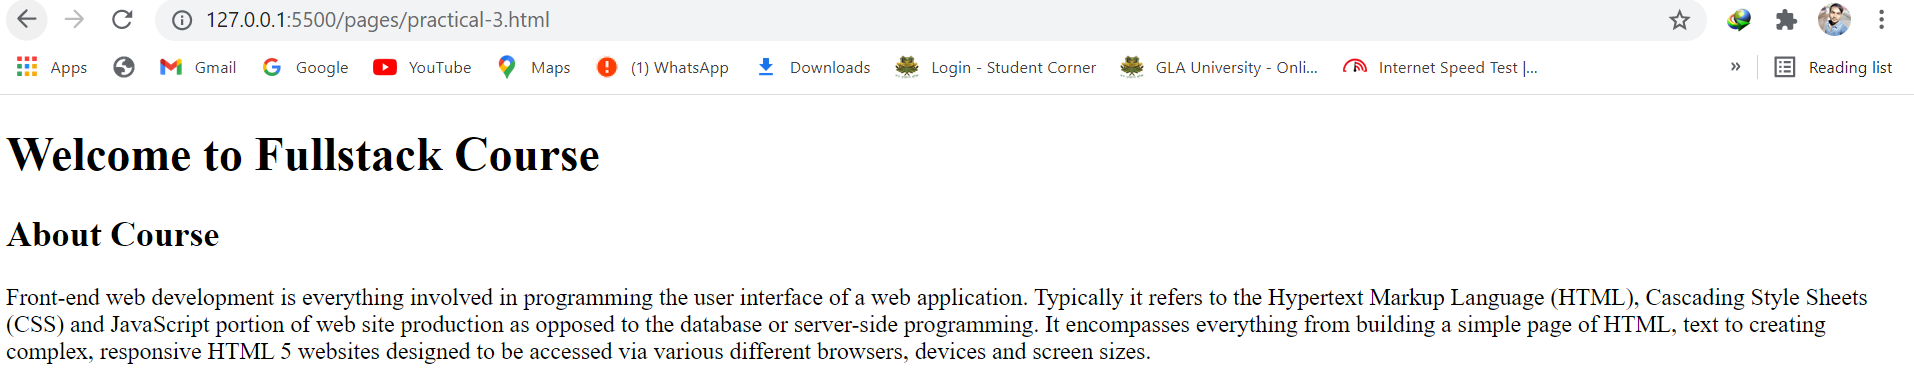 127.0.0.1:5500/pages/practical-3.html
Apps Gmail Google YouTube Maps (1) WhatsApp Downloads Login - Student Corner GLA University - Onli... Internet Speed Test |... » Reading list
Welcome to Fullstack Course
About Course
Front-end web development is everything involved in programming the user interface of a web application. Typically it refers to the Hypertext Markup Language (HTML), Cascading Style Sheets
(CSS) and JavaScript portion of web site production as opposed to the database or server-side programming. It encompasses everything from building a simple page of HTML, text to creating
complex, responsive HTML 5 websites designed to be accessed via various different browsers, devices and screen sizes.